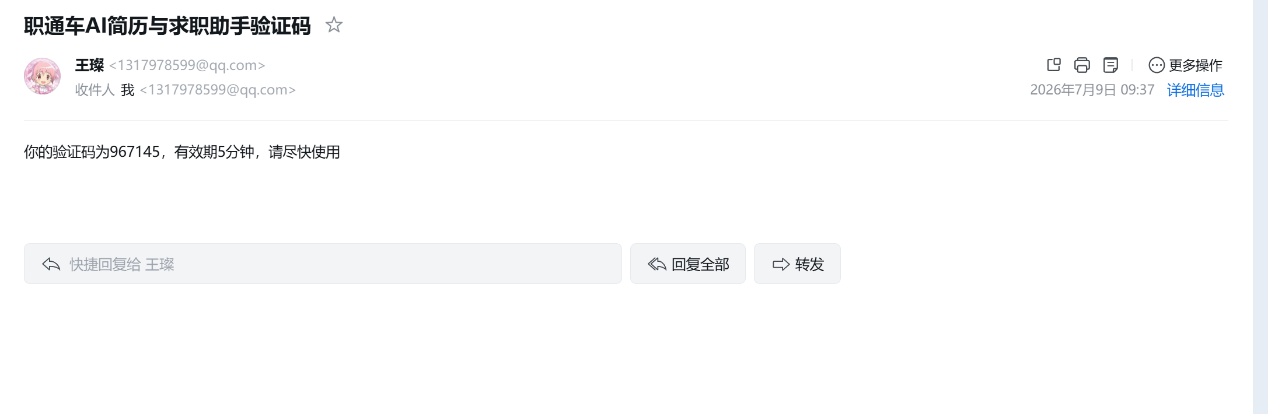 职通车AI简历与求职助手验证码
王璨 <1317978599@qq.com>
更多操作
收件人 我 <1317978599@qq.com>
2026年7月9日 09:37 详细信息
你的验证码为967145，有效期5分钟，请尽快使用
快捷回复给 王璨
回复全部
转发